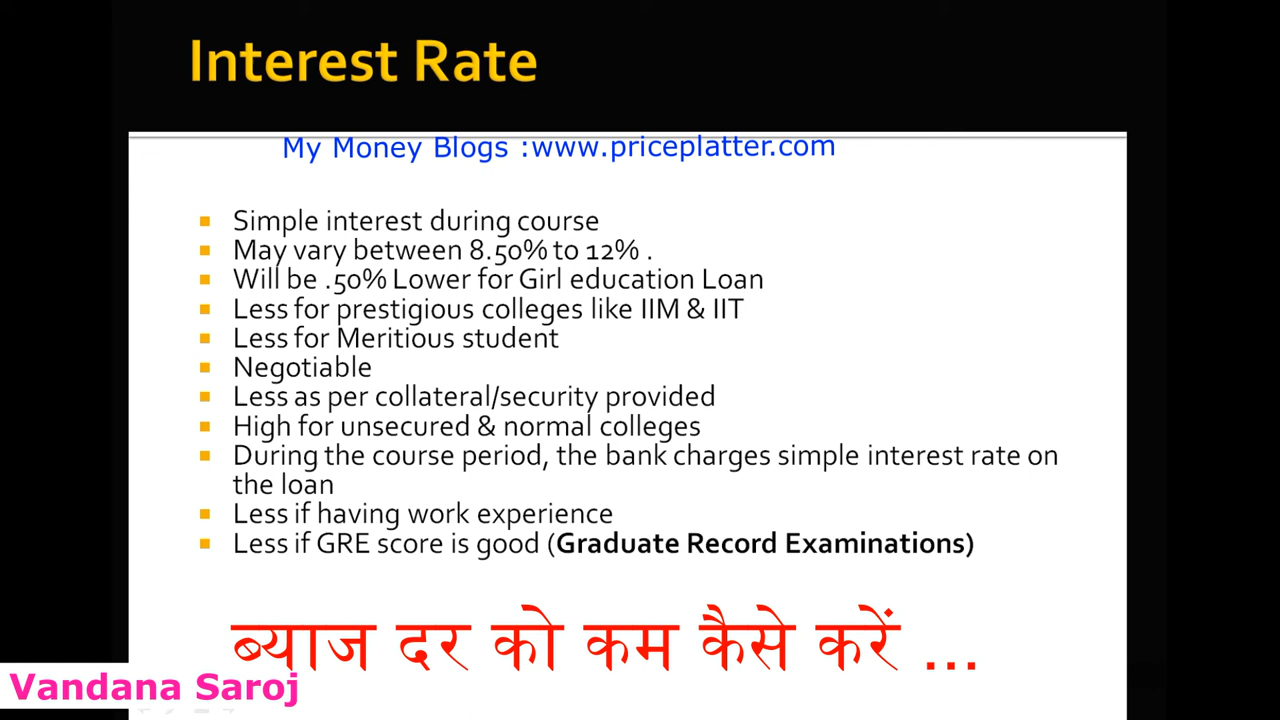 Interest Rate
My Money Blogs :www.priceplatter.com
Simple interest during course
May vary between 8.50% to 12% .
Will be .50% Lower for Girl education Loan
Less for prestigious colleges like IIM & IIT
Less for Meritious student
Negotiable
Less as per collateral/security provided
High for unsecured & normal colleges
During the course period, the bank charges simple interest rate on
the loan
Less if having work experience
Less if GRE score is good (Graduate Record Examinations)
ब्याज दर को कम कैसे करें ...
Vandana Saroj